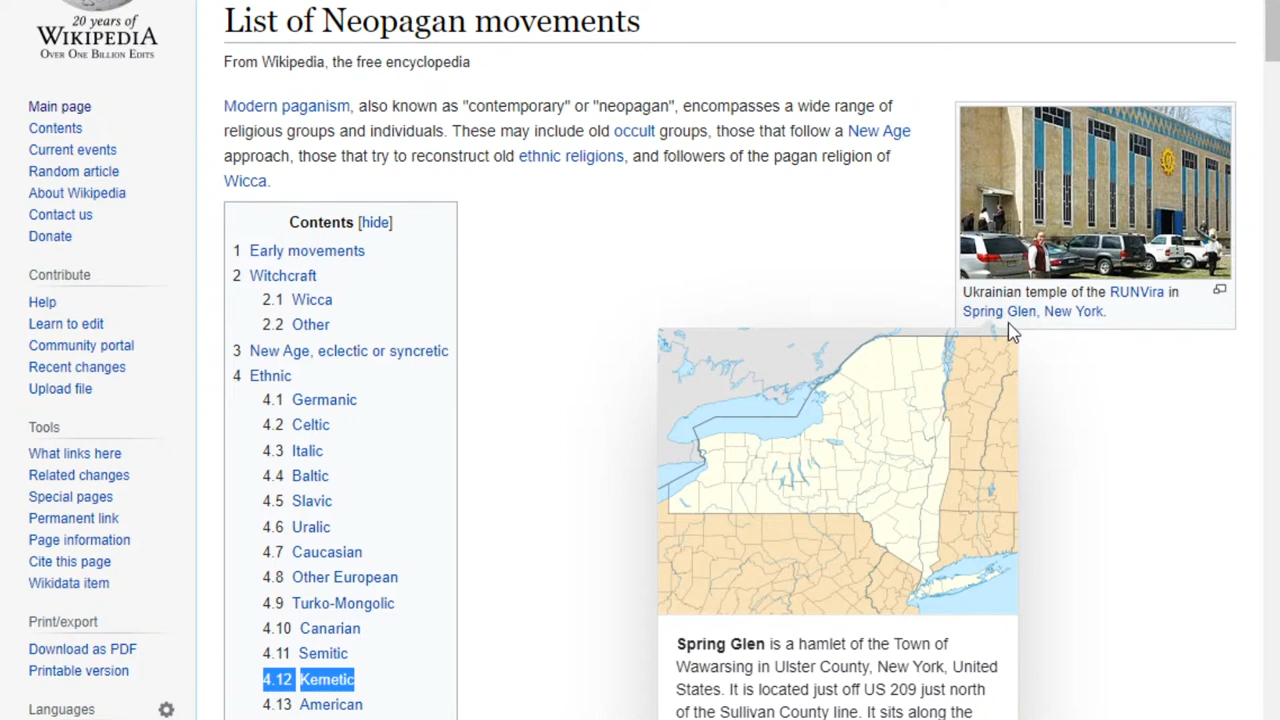 20 years of
WIKIPEDIA
OVER ONE BILLION EDITS
Main page
Contents
Current events
Random article
About Wikipedia
Contact us
Donate
Contribute
Help
Learn to edit
Community portal
Recent changes
Upload file
Tools
What links here
Related changes
Special pages
Permanent link
Page information
Cite this page
Wikidata item
Print/export
Download as PDF
Printable version
Languages
List of Neopagan movements
From Wikipedia, the free encyclopedia
Modern paganism, also known as "contemporary" or "neopagan", encompasses a wide range of
religious groups and individuals. These may include old occult groups, those that follow a New Age
approach, those that try to reconstruct old ethnic religions, and followers of the pagan religion of
Wicca.
Contents [hide]
1 Early movements
2 Witchcraft
2.1 Wicca
2.2 Other
3 New Age, eclectic or syncretic
4 Ethnic
4.1 Germanic
4.2 Celtic
4.3 Italic
4.4 Baltic
4.5 Slavic
4.6 Uralic
4.7 Caucasian
4.8 Other European
4.9 Turko-Mongolic
4.10 Canarian
4.11 Semitic
4.12 Kemetic
4.13 American
Ukrainian temple of the RUNVira in
Spring Glen, New York.
Spring Glen is a hamlet of the Town of
Wawarsing in Ulster County, New York, United
States. It is located just off US 209 just north
of the Sullivan County line. It sits along the